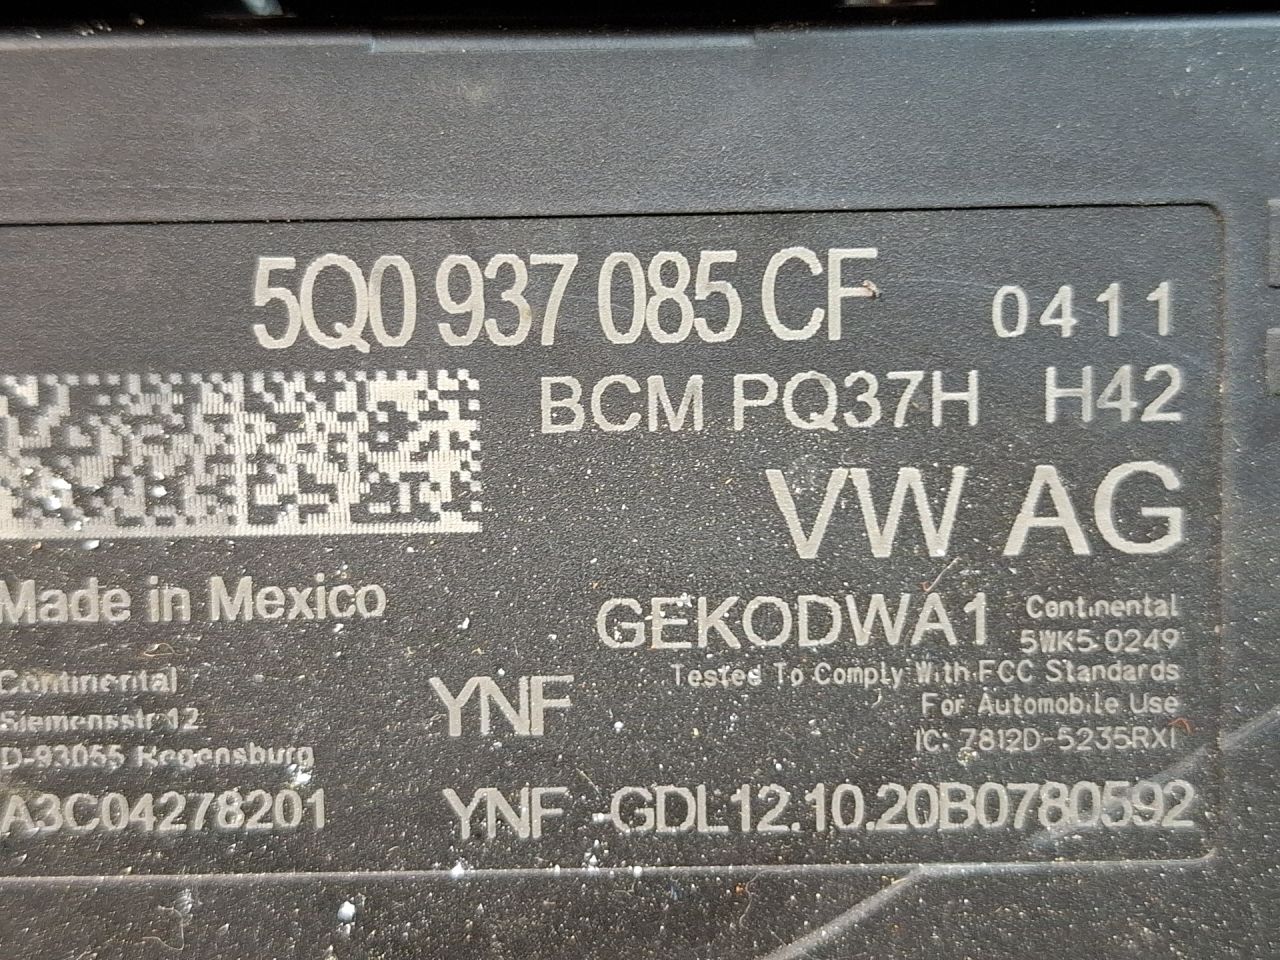 5Q0 937 085 CF 0411
BCM PQ37H H42
VW AG
Made in Mexico
GEKODWA1
Continental
5WK5 0249
Tested To Comply With FCC Standards
For Automobile Use
IC: 7812D-5235RX1
Continental
Siemensstr 12
D-93055 Regensburg
YNF
A3C04278201
YNF GDL12.10.20B0780592